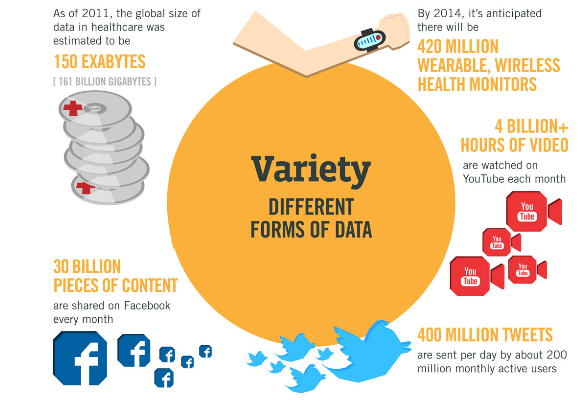 As of 2011, the global size of
data in healthcare was
estimated to be
150 EXABYTES
[ 161 BILLION GIGABYTES ]
By 2014, it's anticipated
there will be
420 MILLION
WEARABLE, WIRELESS
HEALTH MONITORS
4 BILLION+
HOURS OF VIDEO
are watched on
YouTube each month
You
Tube
You
Tube
You
Tube
You
Tube
Variety
DIFFERENT
FORMS OF DATA
30 BILLION
PIECES OF CONTENT
are shared on Facebook
every month
f
f
f
f
f
f
400 MILLION TWEETS
are sent per day by about 200
million monthly active users